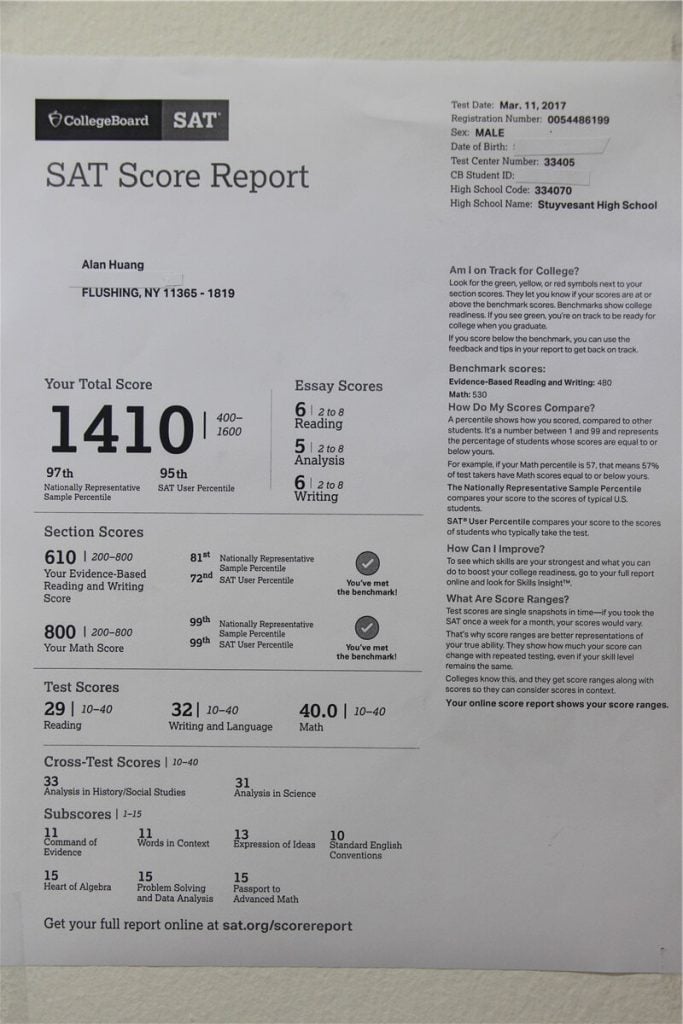 CollegeBoard SAT
SAT Score Report
Test Date: Mar. 11, 2017
Registration Number: 0054486199
Sex: MALE
Date of Birth:
Test Center Number: 33405
CB Student ID:
High School Code: 334070
High School Name: Stuyvesant High School
Alan Huang
FLUSHING, NY 11365 - 1819
Your Total Score
1410 | 400–
1600
97th
Nationally Representative
Sample Percentile
95th
SAT User Percentile
Essay Scores
6 | 2 to 8
Reading
5 | 2 to 8
Analysis
6 | 2 to 8
Writing
Section Scores
610 | 200–800
Your Evidence-Based
Reading and Writing
Score
81st Nationally Representative
Sample Percentile
72nd SAT User Percentile
You've met
the benchmark!
800 | 200–800
Your Math Score
99th Nationally Representative
Sample Percentile
99th SAT User Percentile
You've met
the benchmark!
Test Scores
29 | 10–40
Reading
32 | 10–40
Writing and Language
40.0 | 10–40
Math
Cross-Test Scores | 10–40
33
Analysis in History/Social Studies
31
Analysis in Science
Subscores | 1–15
11
Command of
Evidence
11
Words in Context
13
Expression of Ideas
10
Standard English
Conventions
15
Heart of Algebra
15
Problem Solving
and Data Analysis
15
Passport to
Advanced Math
Get your full report online at sat.org/scorereport
Am I on Track for College?
Look for the green, yellow, or red symbols next to your
section scores. They let you know if your scores are at or
above the benchmark scores. Benchmarks show college
readiness. If you see green, you're on track to be ready for
college when you graduate.
If you score below the benchmark, you can use the
feedback and tips in your report to get back on track.
Benchmark scores:
Evidence-Based Reading and Writing: 480
Math: 530
How Do My Scores Compare?
A percentile shows how you scored, compared to other
students. It's a number between 1 and 99 and represents
the percentage of students whose scores are equal to or
below yours.
For example, if your Math percentile is 57, that means 57%
of test takers have Math scores equal to or below yours.
The Nationally Representative Sample Percentile
compares your score to the scores of typical U.S.
students.
SAT® User Percentile compares your score to the scores
of students who typically take the test.
How Can I Improve?
To see which skills are your strongest and what you can
do to boost your college readiness, go to your full report
online and look for Skills Insight™.
What Are Score Ranges?
Test scores are single snapshots in time—if you took the
SAT once a week for a month, your scores would vary.
That's why score ranges are better representations of
your true ability. They show how much your score can
change with repeated testing, even if your skill level
remains the same.
Colleges know this, and they get score ranges along with
scores so they can consider scores in context.
Your online score report shows your score ranges.